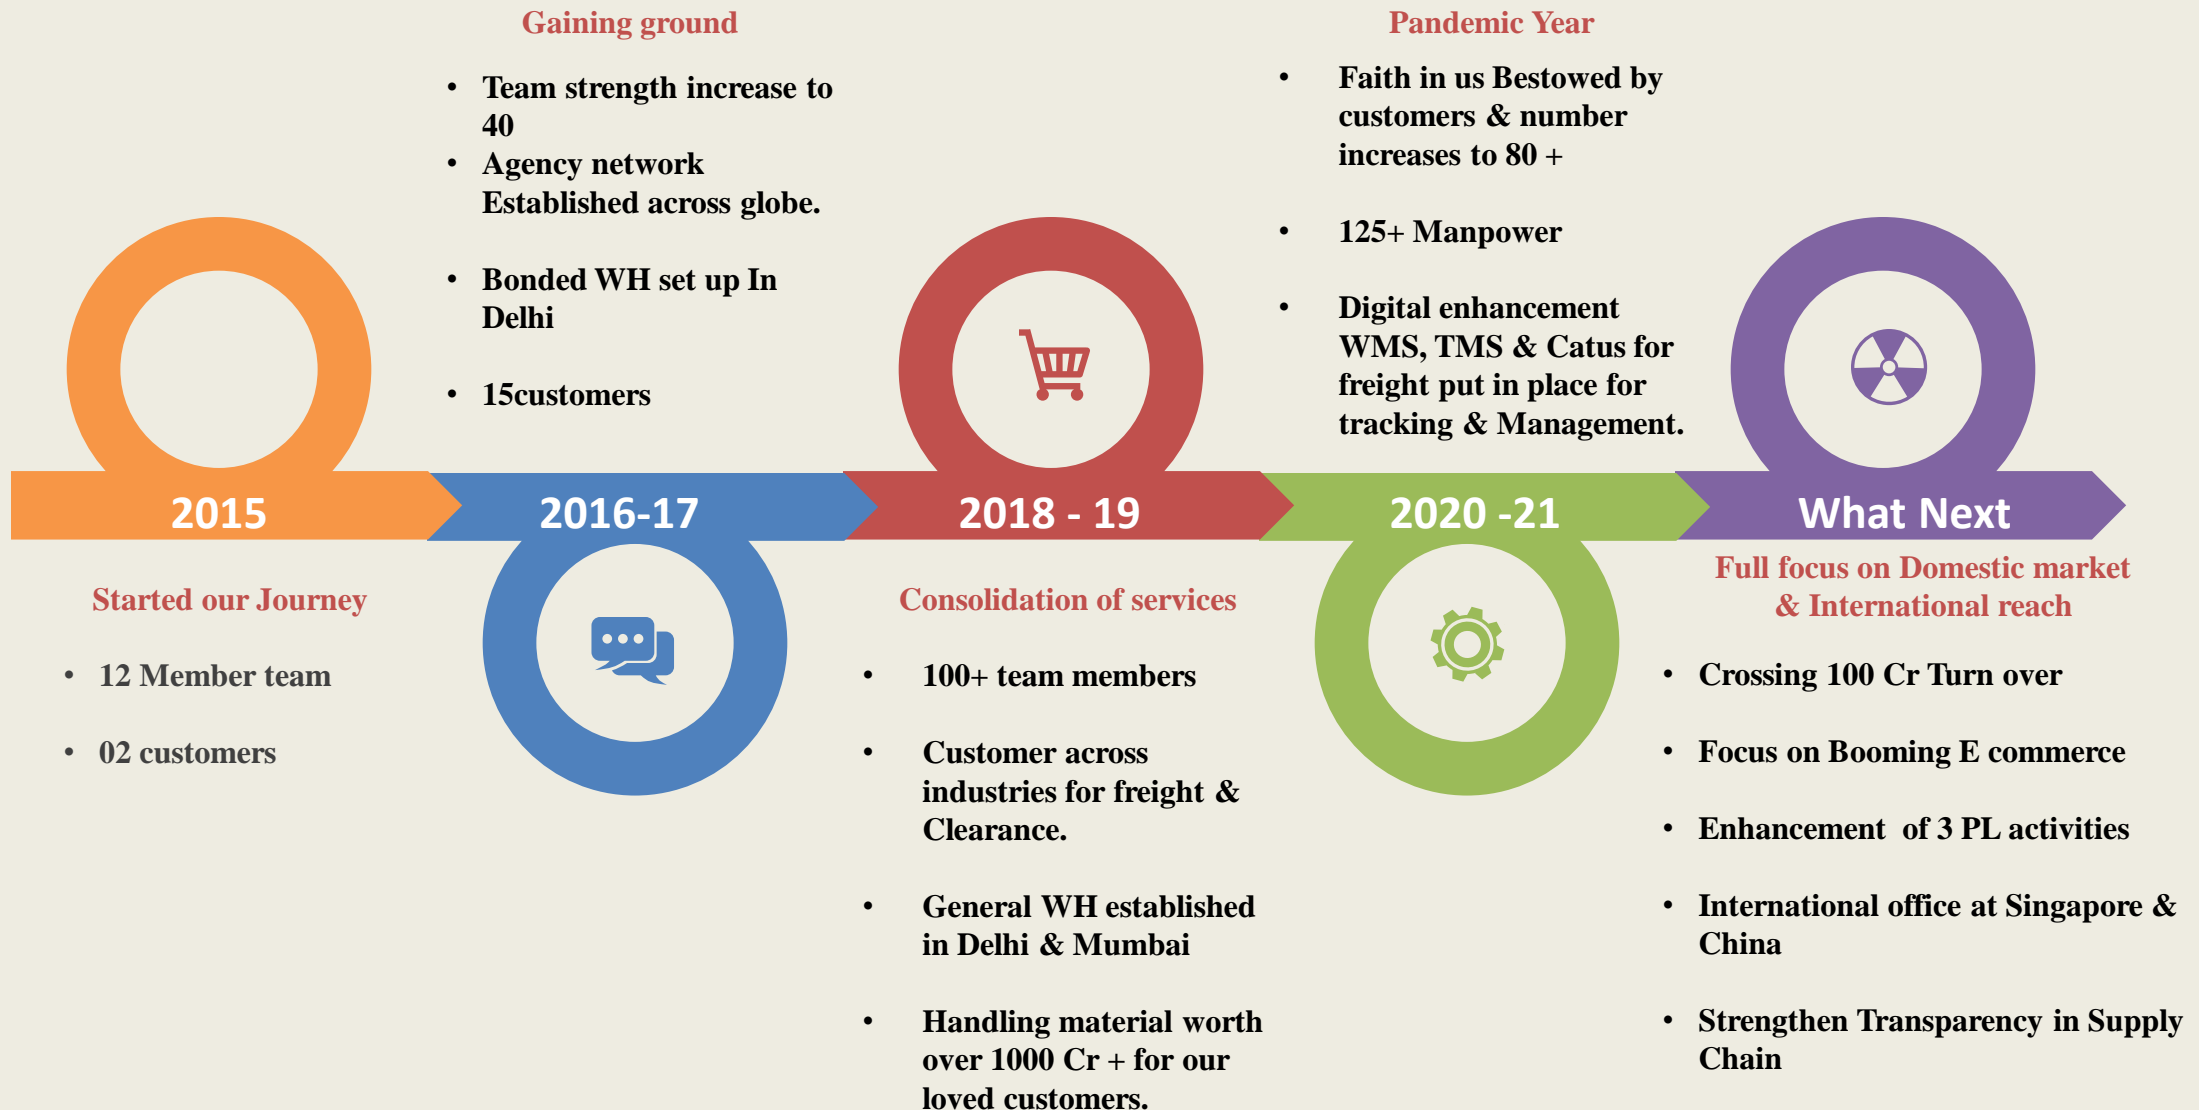 Gaining ground
• Team strength increase to
40
• Agency network
Established across globe.
• Bonded WH set up In
Delhi
• 15customers
Pandemic Year
• Faith in us Bestowed by
customers & number
increases to 80 +
• 125+ Manpower
• Digital enhancement
WMS, TMS & Catus for
freight put in place for
tracking & Management.
2015
2016-17
2018 - 19
2020 -21
What Next
Started our Journey
• 12 Member team
• 02 customers
Consolidation of services
• 100+ team members
• Customer across
industries for freight &
Clearance.
• General WH established
in Delhi & Mumbai
• Handling material worth
over 1000 Cr + for our
loved customers.
Full focus on Domestic market
& International reach
• Crossing 100 Cr Turn over
• Focus on Booming E commerce
• Enhancement of 3 PL activities
• International office at Singapore &
China
• Strengthen Transparency in Supply
Chain